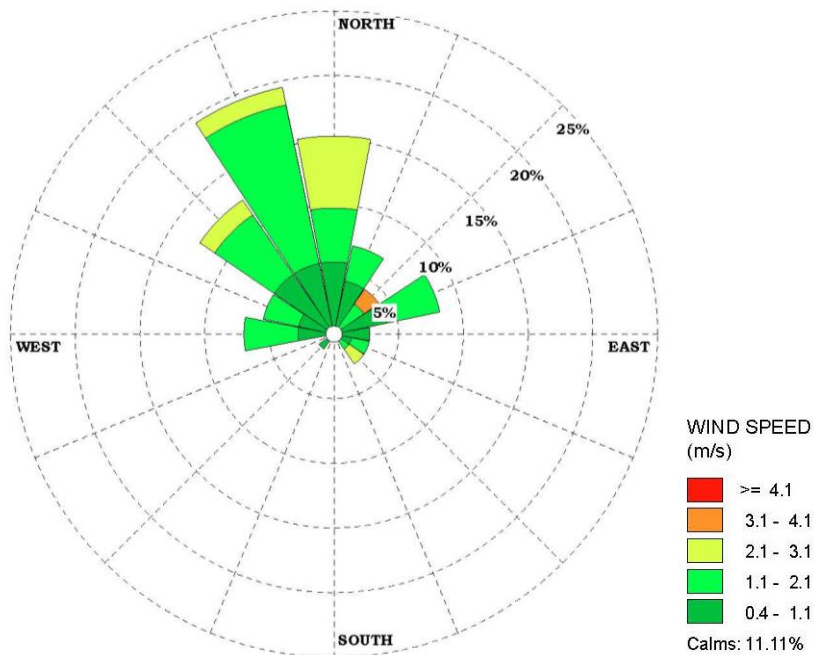 NORTH
25%
20%
15%
10%
5%
WEST
EAST
SOUTH
WIND SPEED
(m/s)
>= 4.1
3.1 - 4.1
2.1 - 3.1
1.1 - 2.1
0.4 - 1.1
Calms: 11.11%